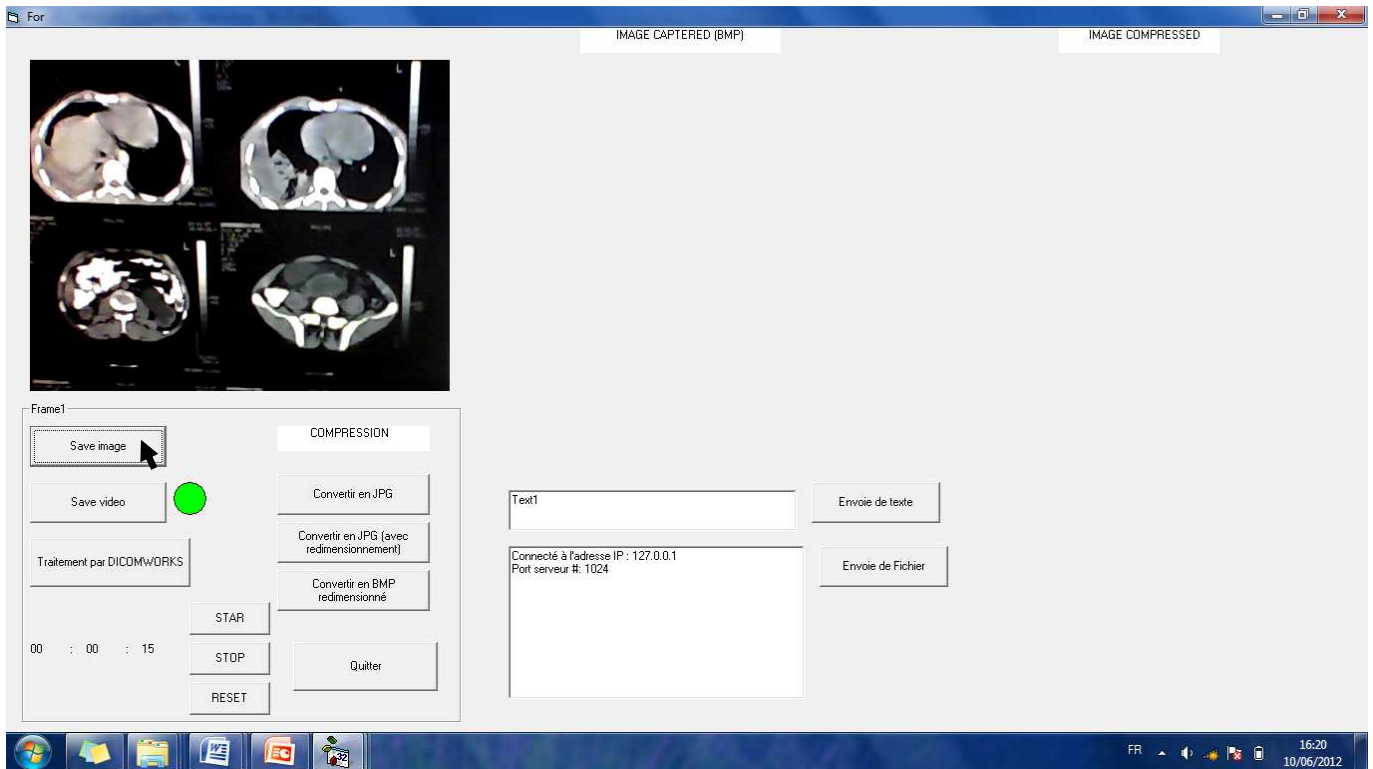 For
IMAGE CAPTERED (BMP)
IMAGE COMPRESSED
L
L
L
L
Frame1
Save image
COMPRESSION
Save video
Convertir en JPG
Convertir en JPG (avec
redimensionnement)
Traitement par DICOMWORKS
Convertir en BMP
redimensionné
STAR
00 : 00 : 15
STOP
Quitter
RESET
Text1
Envoie de texte
Connecté à l'adresse IP : 127.0.0.1
Port serveur #: 1024
Envoie de Fichier
32
FR
16:20
10/06/2012